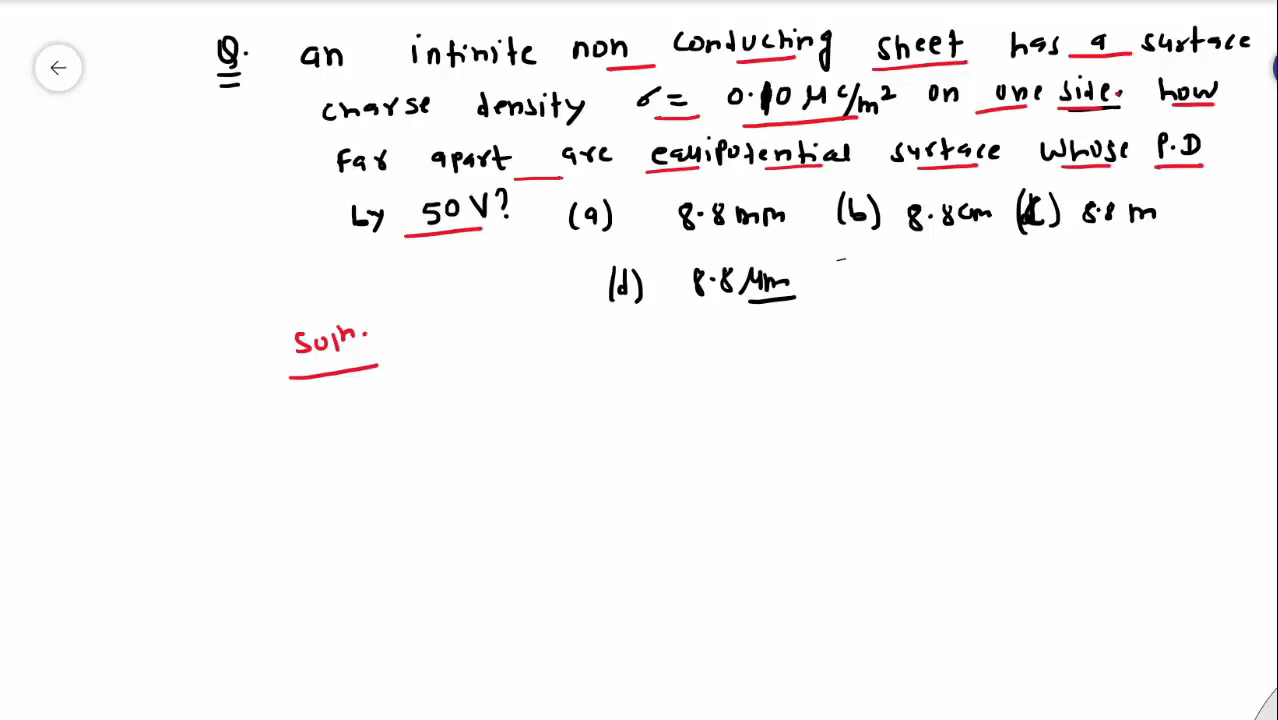 Q. an infinite non conducting sheet has a surface
charge density σ = 0.10 μC/m² on one side. how
Far apart are equipotential surface whose P.D
by 50 V? (a) 8.8 mm (b) 8.8 cm (c) 8.8 m
(d) 8.8 μm
Soln.